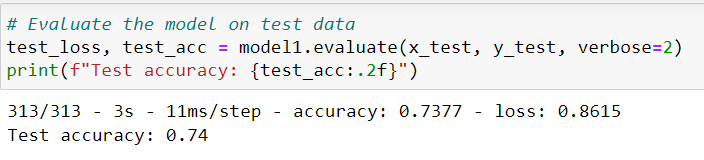 # Evaluate the model on test data
test_loss, test_acc = model1.evaluate(x_test, y_test, verbose=2)
print(f"Test accuracy: {test_acc:.2f}")
313/313 - 3s - 11ms/step - accuracy: 0.7377 - loss: 0.8615
Test accuracy: 0.74